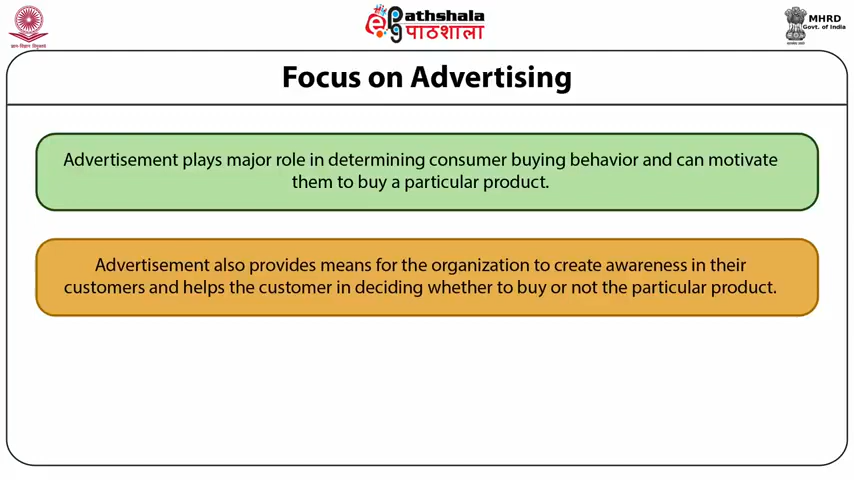 ePathshala
पाठशाला
MHRD
Govt. of India
Focus on Advertising
Advertisement plays major role in determining consumer buying behavior and can motivate
them to buy a particular product.
Advertisement also provides means for the organization to create awareness in their
customers and helps the customer in deciding whether to buy or not the particular product.